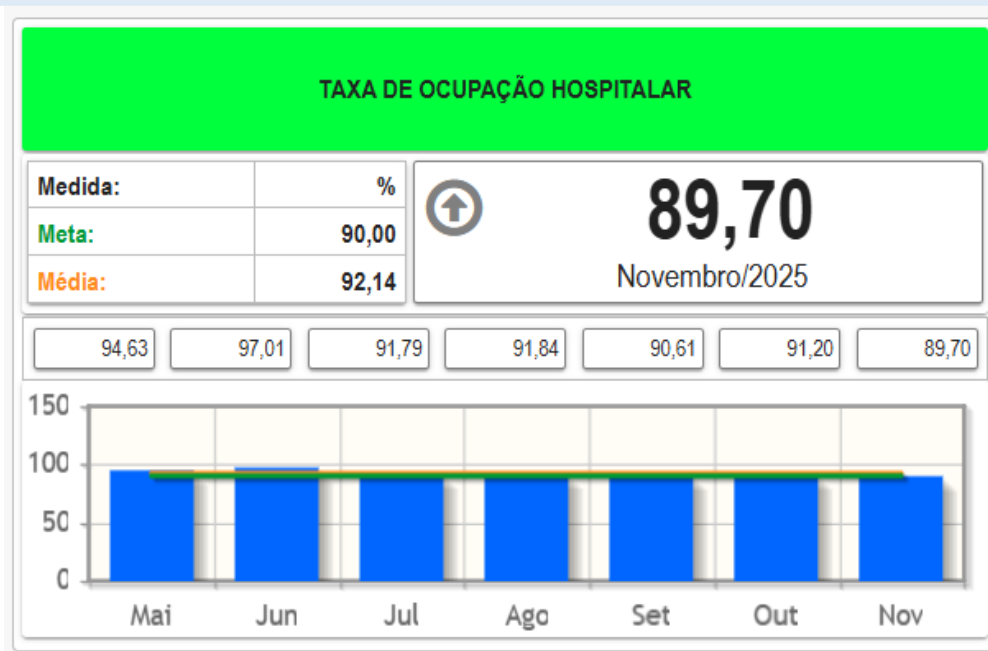 TAXA DE OCUPAÇÃO HOSPITALAR
Medida: %
Meta: 90,00
Média: 92,14
89,70
Novembro/2025
94,63 97,01 91,79 91,84 90,61 91,20 89,70
150
100
50
0
Mai Jun Jul Ago Set Out Nov